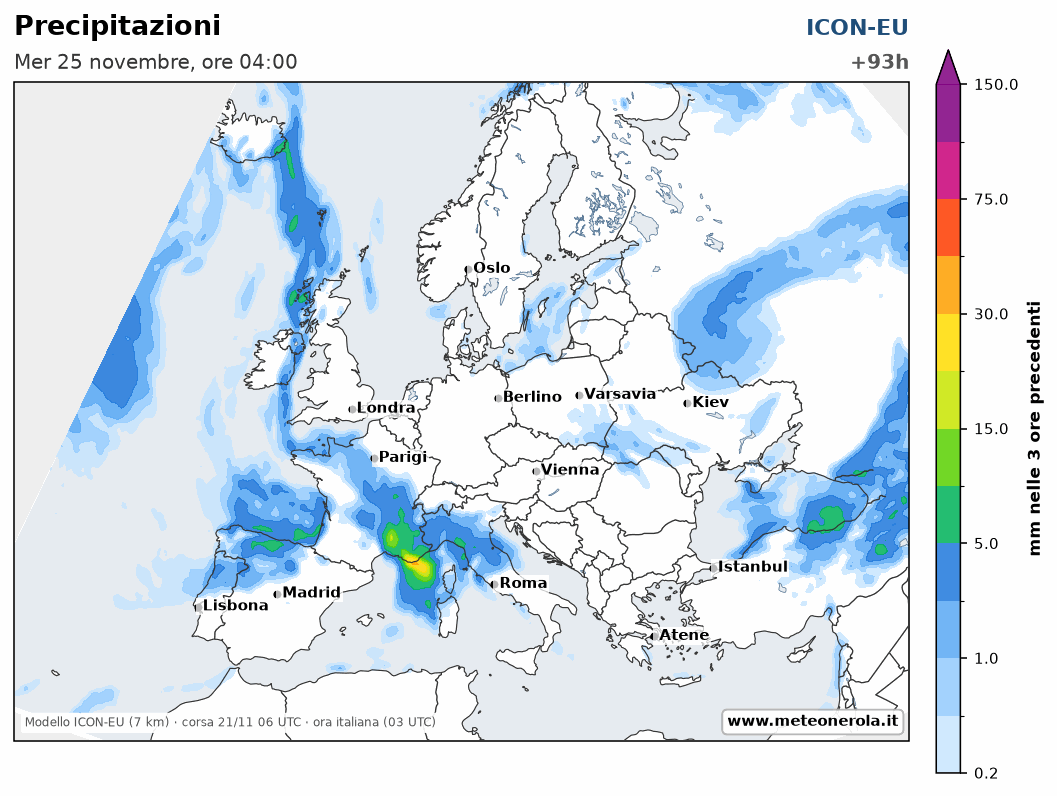 Precipitazioni
ICON-EU
Mer 25 novembre, ore 04:00
+93h
150.0
75.0
30.0
15.0
5.0
1.0
0.2
mm nelle 3 ore precedenti
Oslo
Berlino
Varsavia
Kiev
Londra
Parigi
Vienna
Istanbul
Roma
Madrid
Lisbona
Atene
Modello ICON-EU (7 km) · corsa 21/11 06 UTC · ora italiana (03 UTC)
www.meteonerola.it